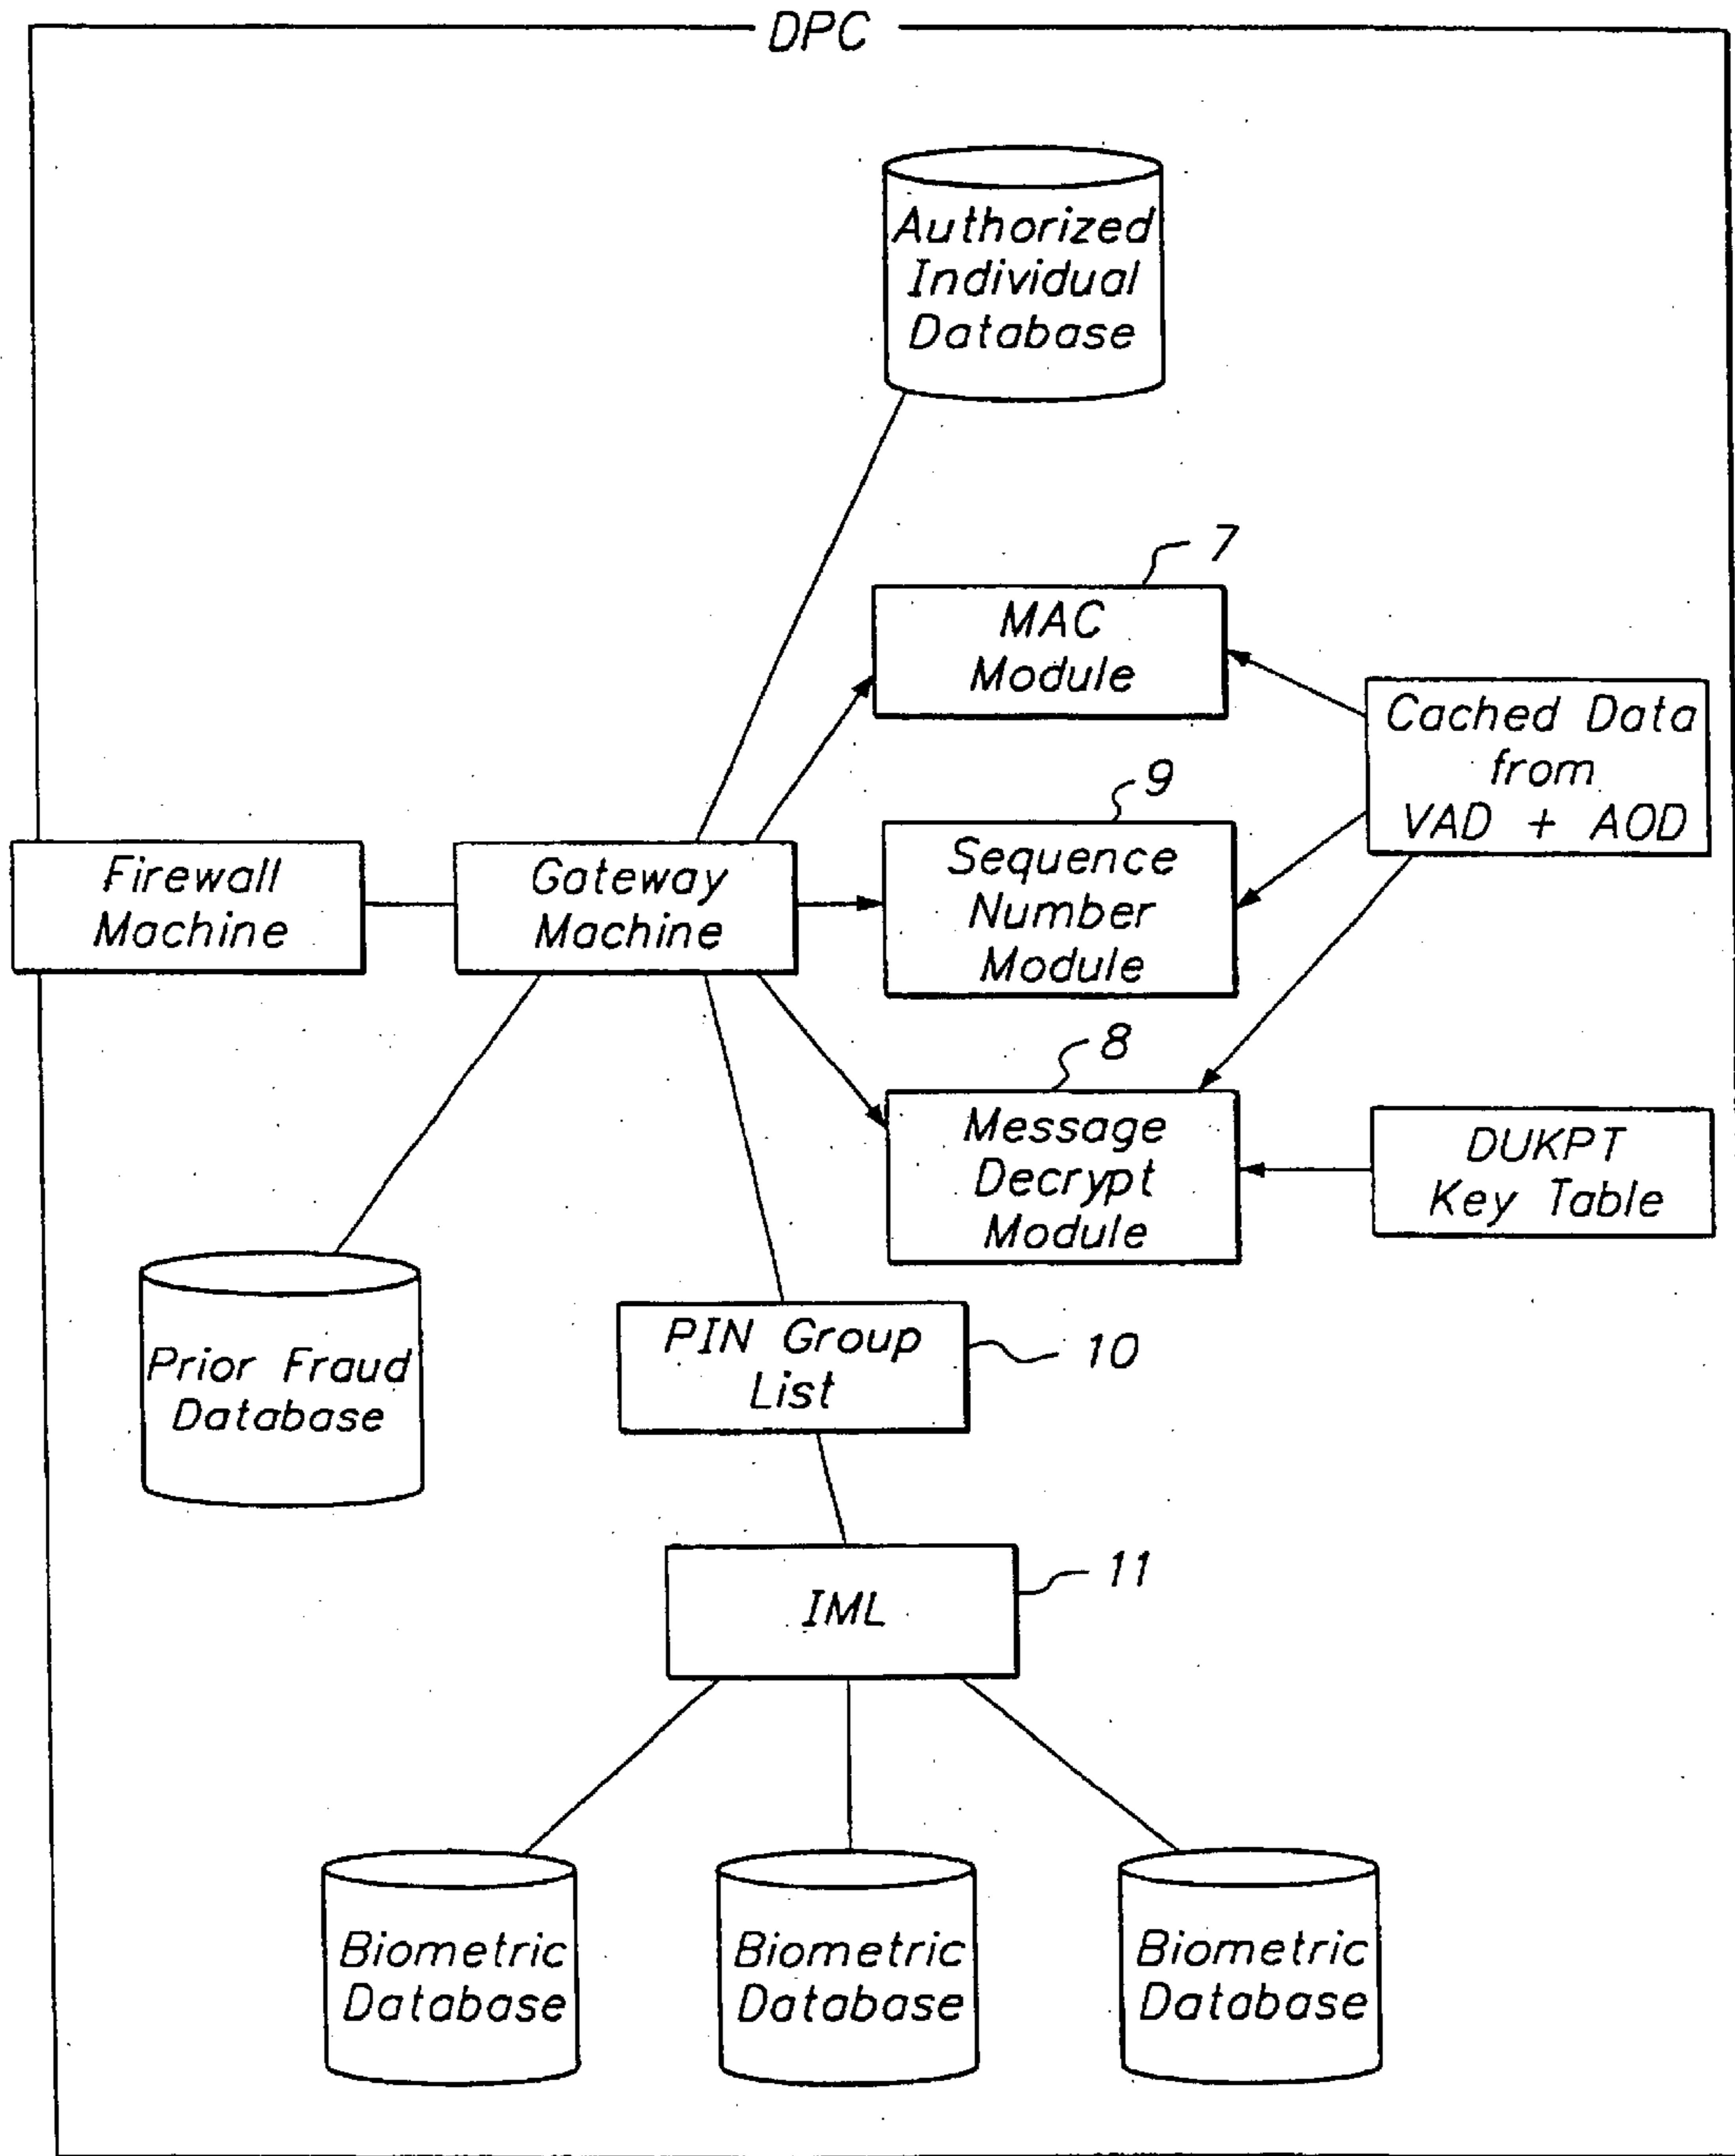 DPC
Authorized
Individual
Database
7
MAC
Module
Cached Data
from
VAD + AOD
9
Sequence
Number
Module
Firewall
Machine
Gateway
Machine
8
Message
Decrypt
Module
DUKPT
Key Table
PIN Group
List
10
Prior Fraud
Database
11
IML
Biometric
Database
Biometric
Database
Biometric
Database